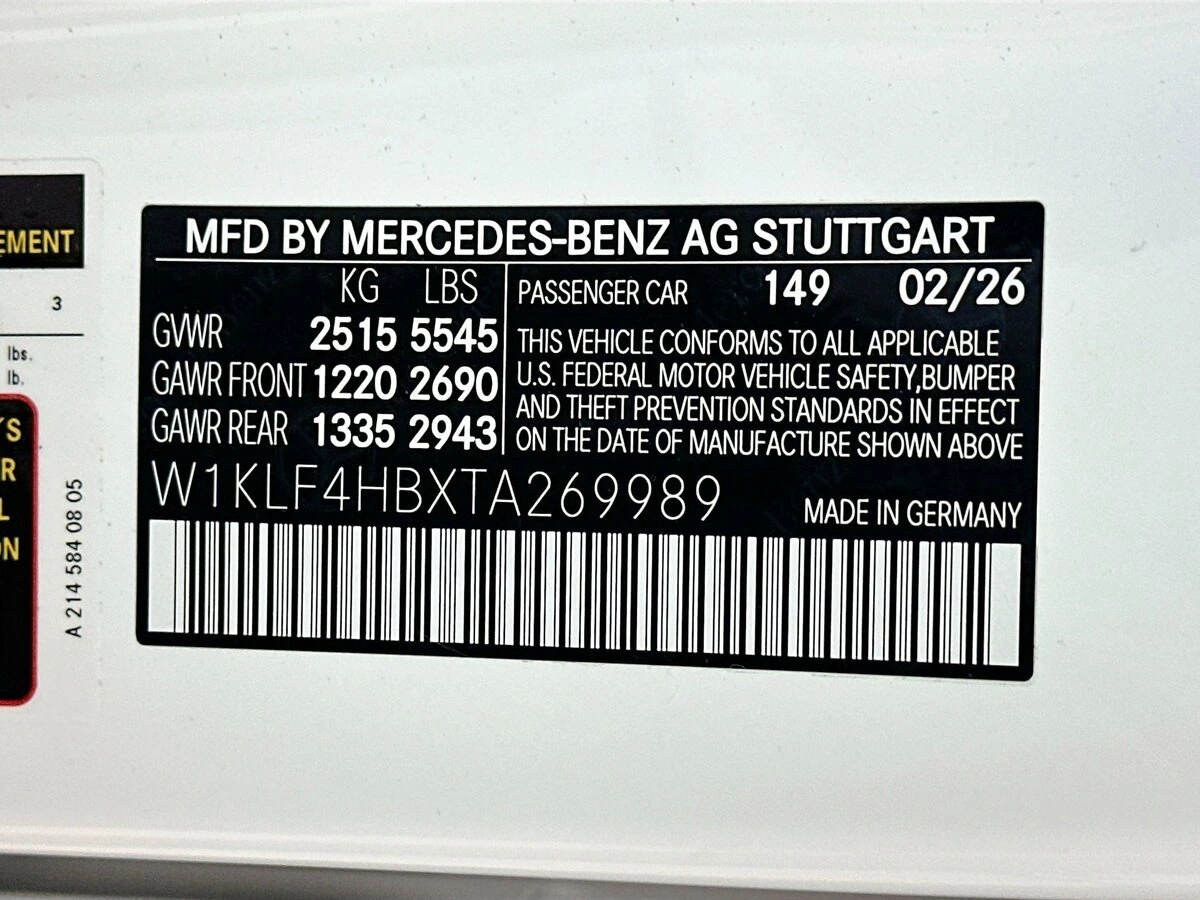 EMENT
3
lbs.
lb.
'S
R
L
ON
A 214 584 08 05
MFD BY MERCEDES-BENZ AG STUTTGART
KG LBS
GVWR 2515 5545
GAWR FRONT 1220 2690
GAWR REAR 1335 2943
PASSENGER CAR 149 02/26
THIS VEHICLE CONFORMS TO ALL APPLICABLE
U.S. FEDERAL MOTOR VEHICLE SAFETY,BUMPER
AND THEFT PREVENTION STANDARDS IN EFFECT
ON THE DATE OF MANUFACTURE SHOWN ABOVE
W1KLF4HBXTA269989
MADE IN GERMANY